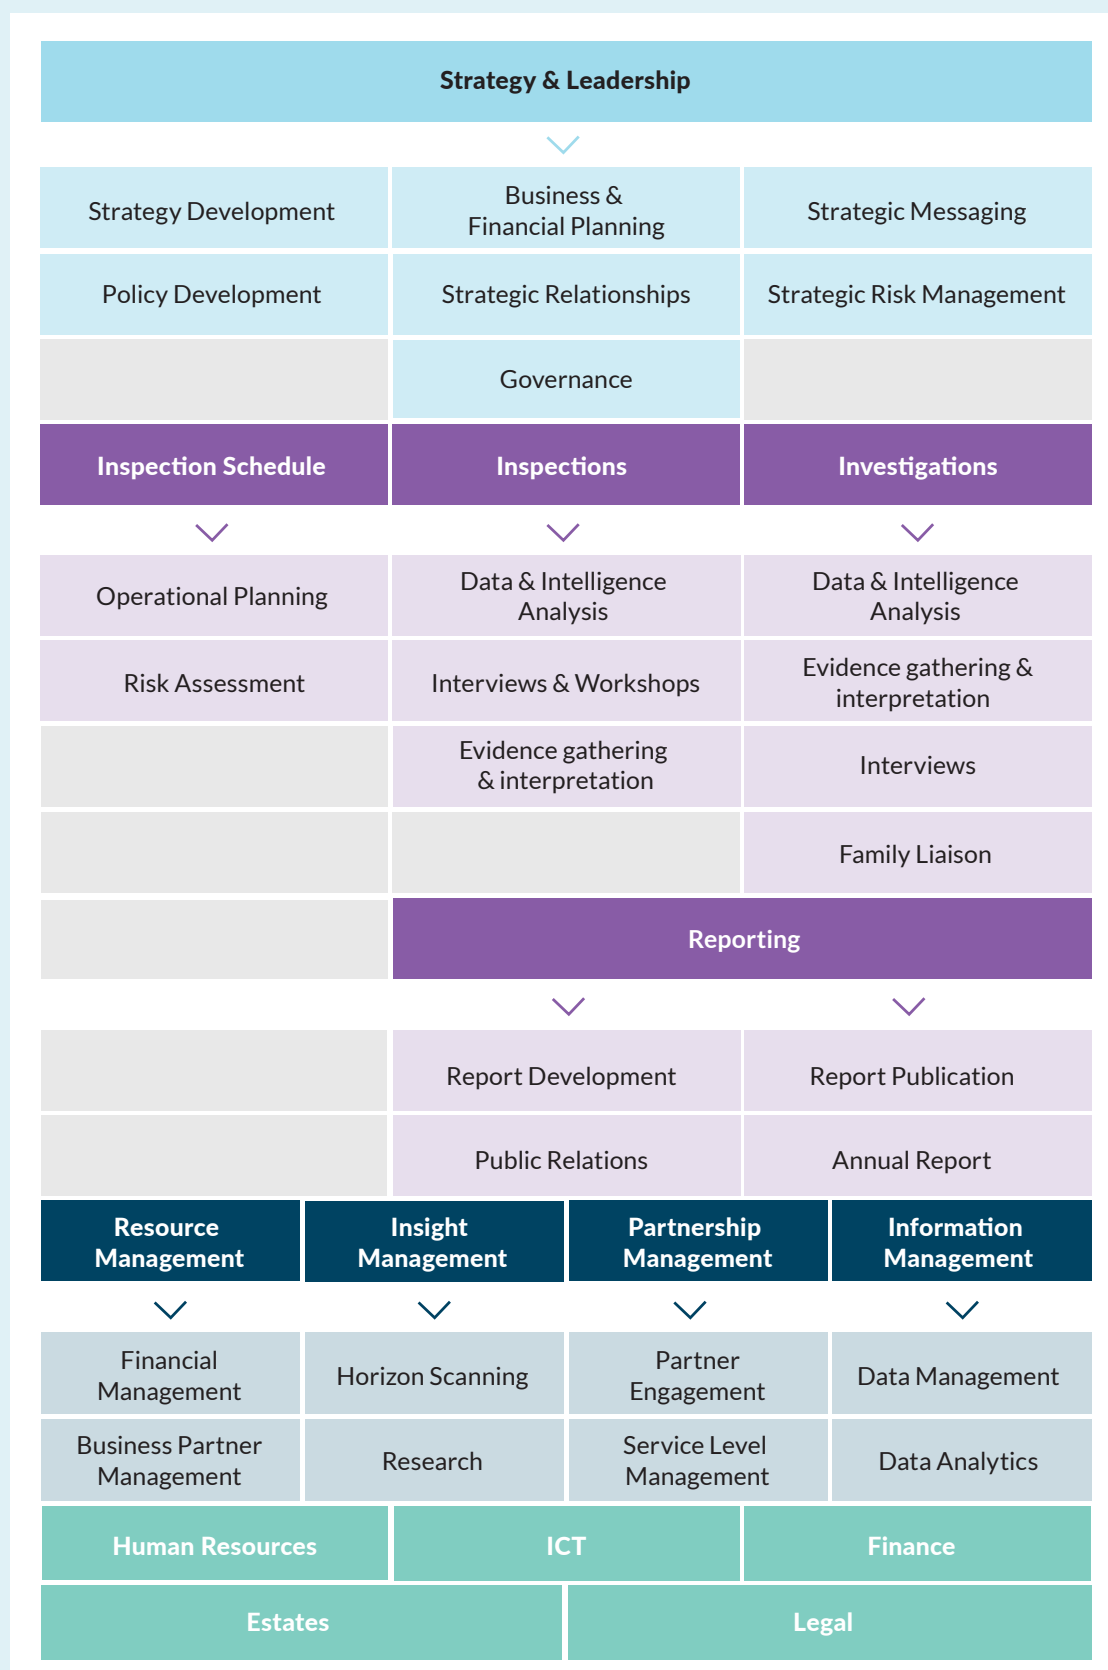 Strategy & Leadership
Strategy Development
Business &
Financial Planning
Strategic Messaging
Policy Development
Strategic Relationships
Strategic Risk Management
Governance
Inspection Schedule
Inspections
Investigations
Operational Planning
Data & Intelligence
Analysis
Data & Intelligence
Analysis
Risk Assessment
Interviews & Workshops
Evidence gathering &
interpretation
Evidence gathering
& interpretation
Interviews
Family Liaison
Reporting
Report Development
Report Publication
Public Relations
Annual Report
Resource
Management
Insight
Management
Partnership
Management
Information
Management
Financial
Management
Horizon Scanning
Partner
Engagement
Data Management
Business Partner
Management
Research
Service Level
Management
Data Analytics
Human Resources
ICT
Finance
Estates
Legal